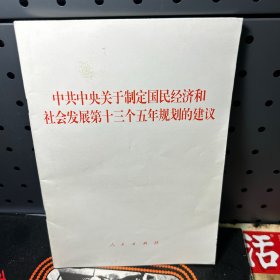 中共中央关于制定国民经济和
社会发展第十三个五年规划的建议
人民出版社
活